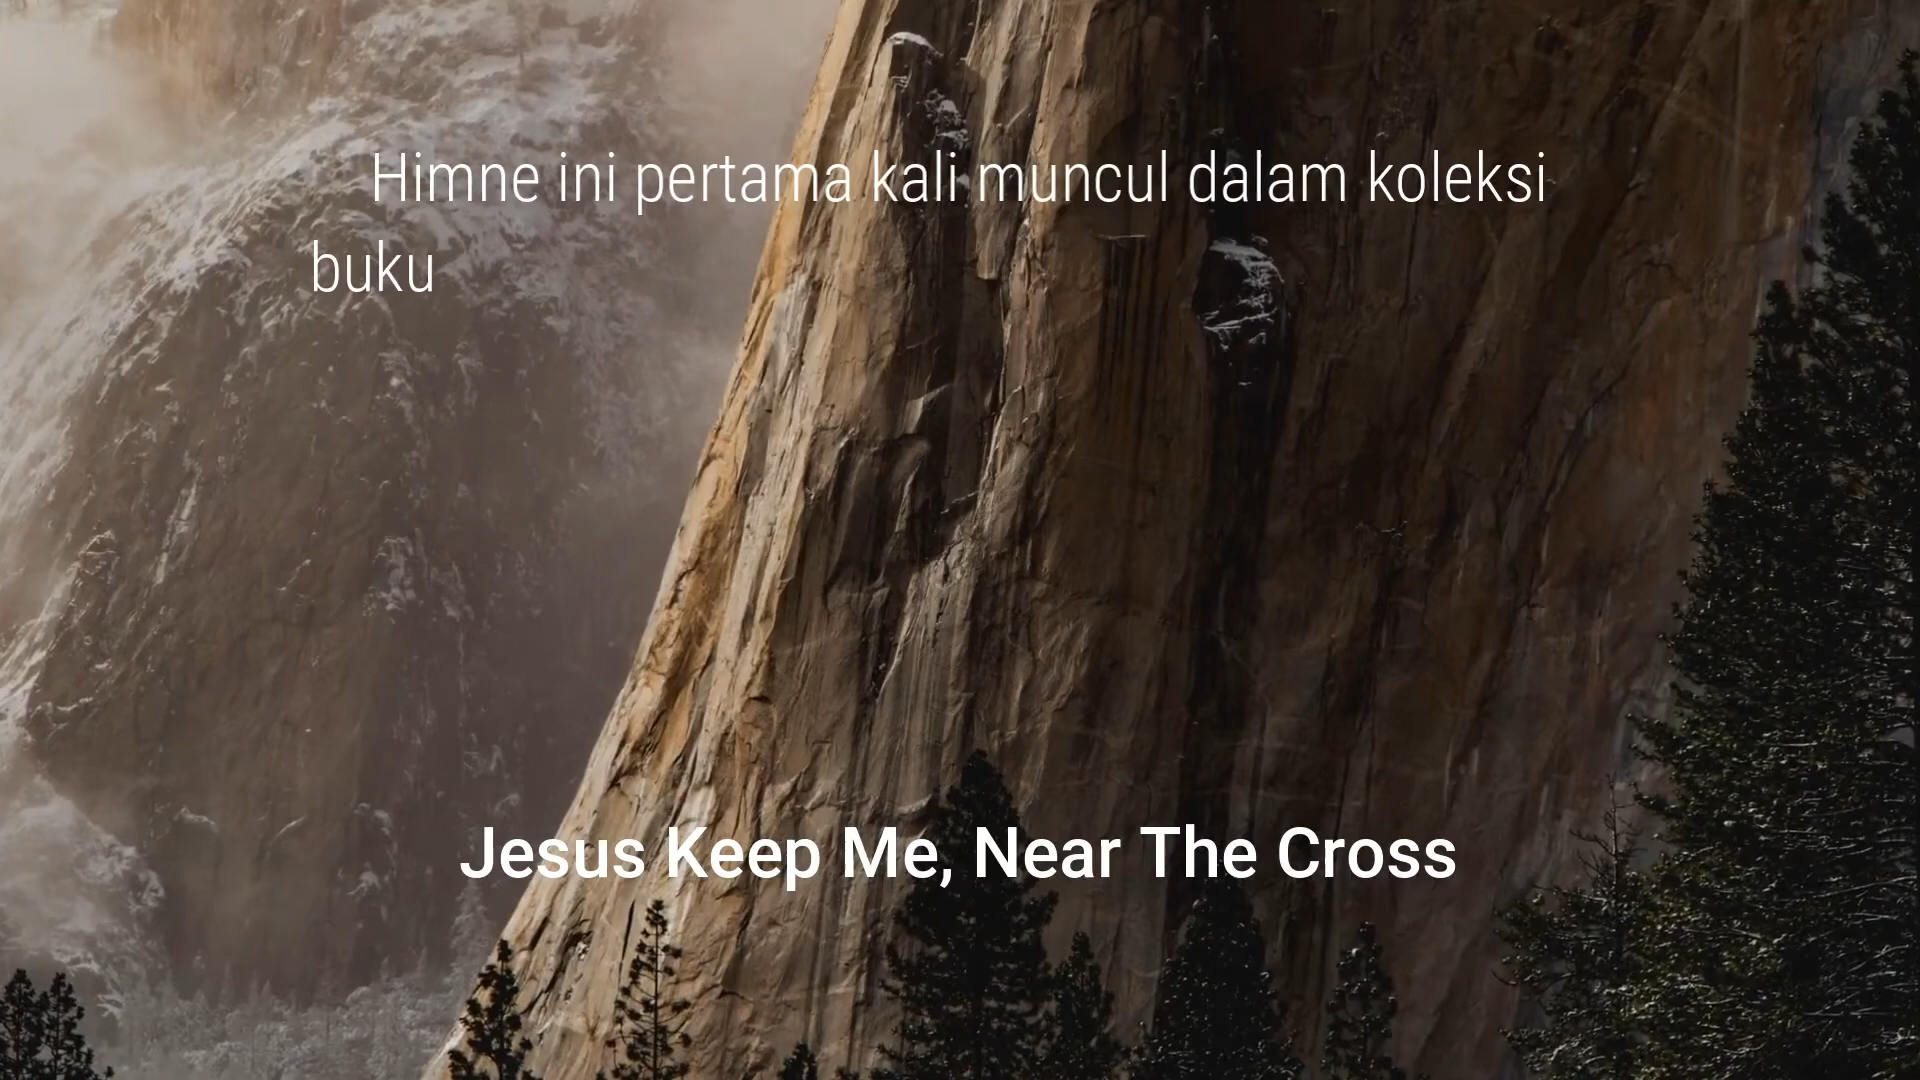 Himne ini pertama kali muncul dalam koleksi
buku
Jesus Keep Me, Near The Cross